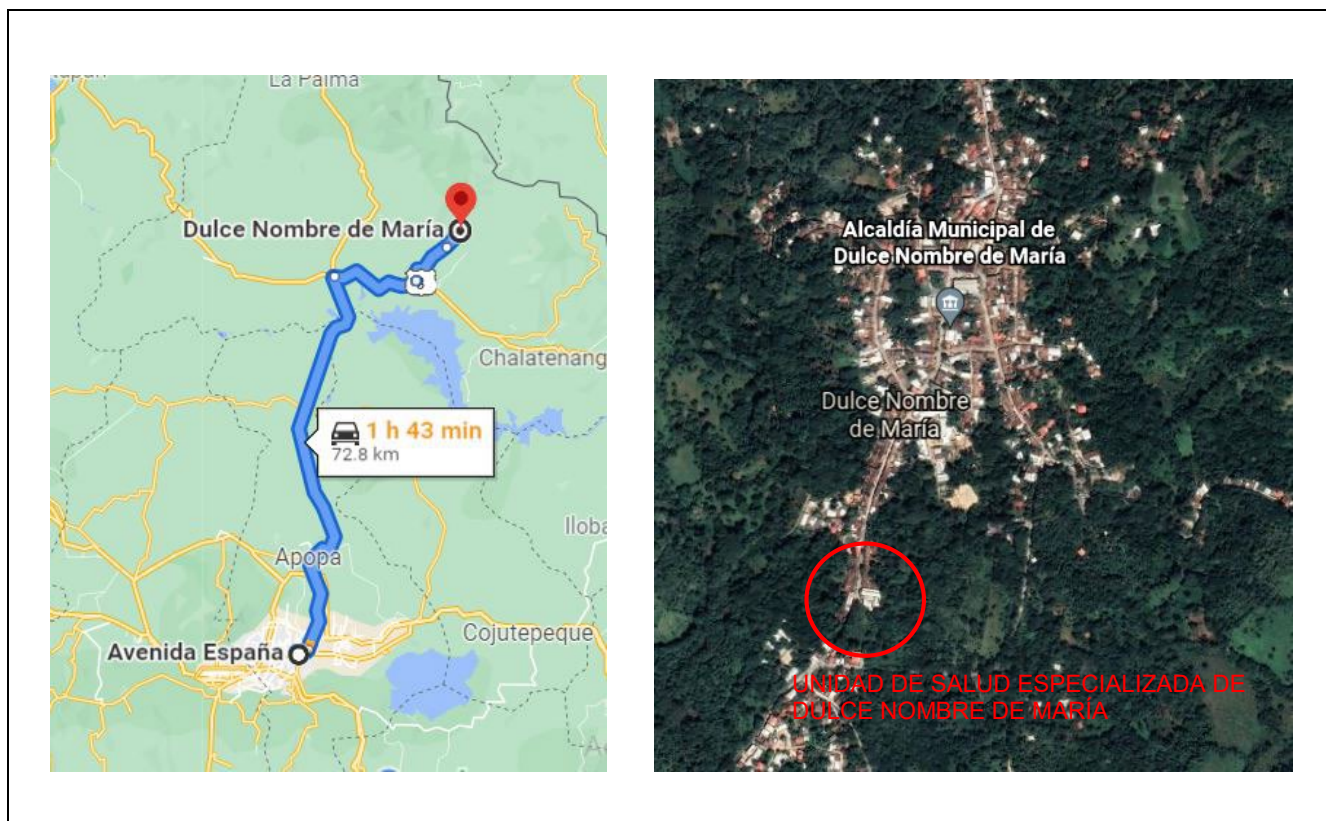 La Palma
Dulce Nombre de María
Chalatenang
1 h 43 min
72.8 km
Iloba
Apopa
Cojutepeque
Avenida España
Alcaldía Municipal de
Dulce Nombre de María
Dulce Nombre
de María
UNIDAD DE SALUD ESPECIALIZADA DE
DULCE NOMBRE DE MARÍA